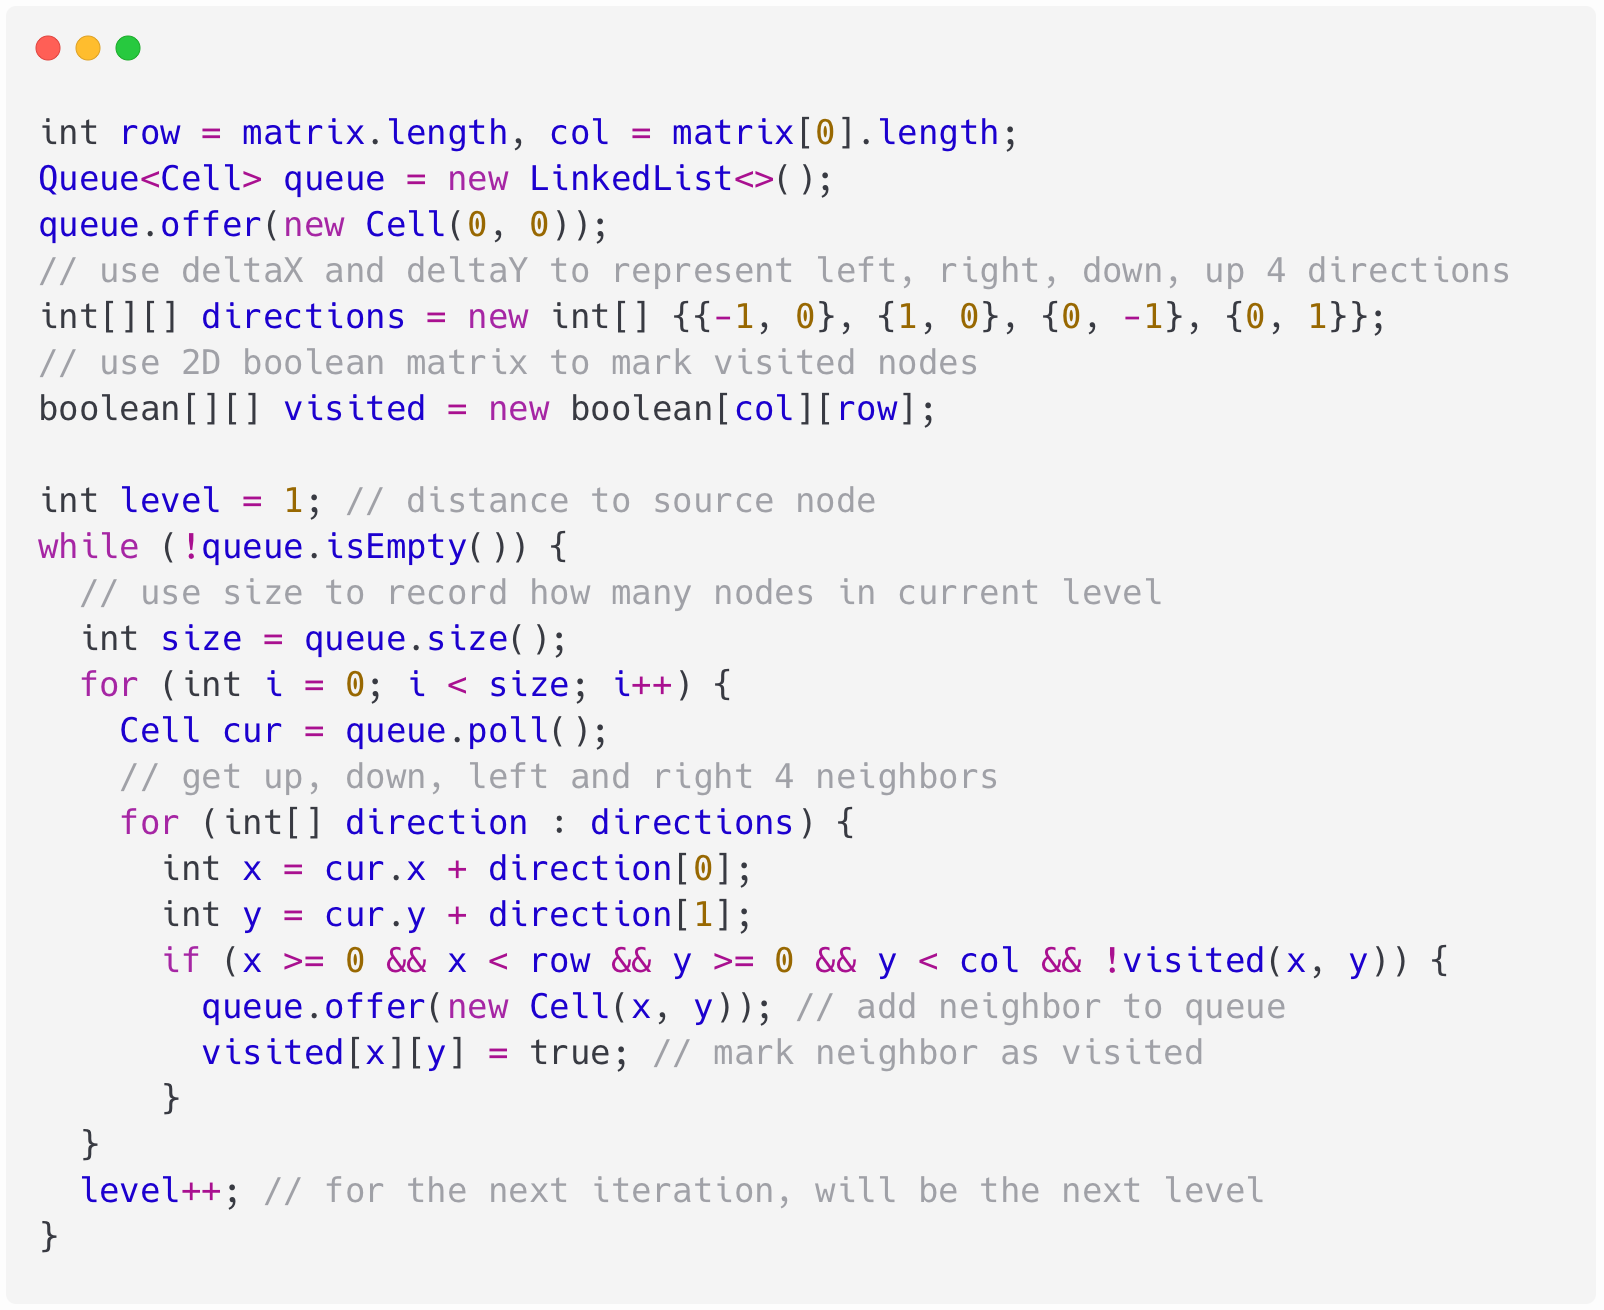 int row = matrix.length, col = matrix[0].length;
Queue<Cell> queue = new LinkedList<>();
queue.offer(new Cell(0, 0));
// use deltaX and deltaY to represent left, right, down, up 4 directions
int[][] directions = new int[] {{-1, 0}, {1, 0}, {0, -1}, {0, 1}};
// use 2D boolean matrix to mark visited nodes
boolean[][] visited = new boolean[col][row];

int level = 1; // distance to source node
while (!queue.isEmpty()) {
  // use size to record how many nodes in current level
  int size = queue.size();
  for (int i = 0; i < size; i++) {
    Cell cur = queue.poll();
    // get up, down, left and right 4 neighbors
    for (int[] direction : directions) {
      int x = cur.x + direction[0];
      int y = cur.y + direction[1];
      if (x >= 0 && x < row && y >= 0 && y < col && !visited(x, y)) {
        queue.offer(new Cell(x, y)); // add neighbor to queue
        visited[x][y] = true; // mark neighbor as visited
      }
  }
  level++; // for the next iteration, will be the next level
}